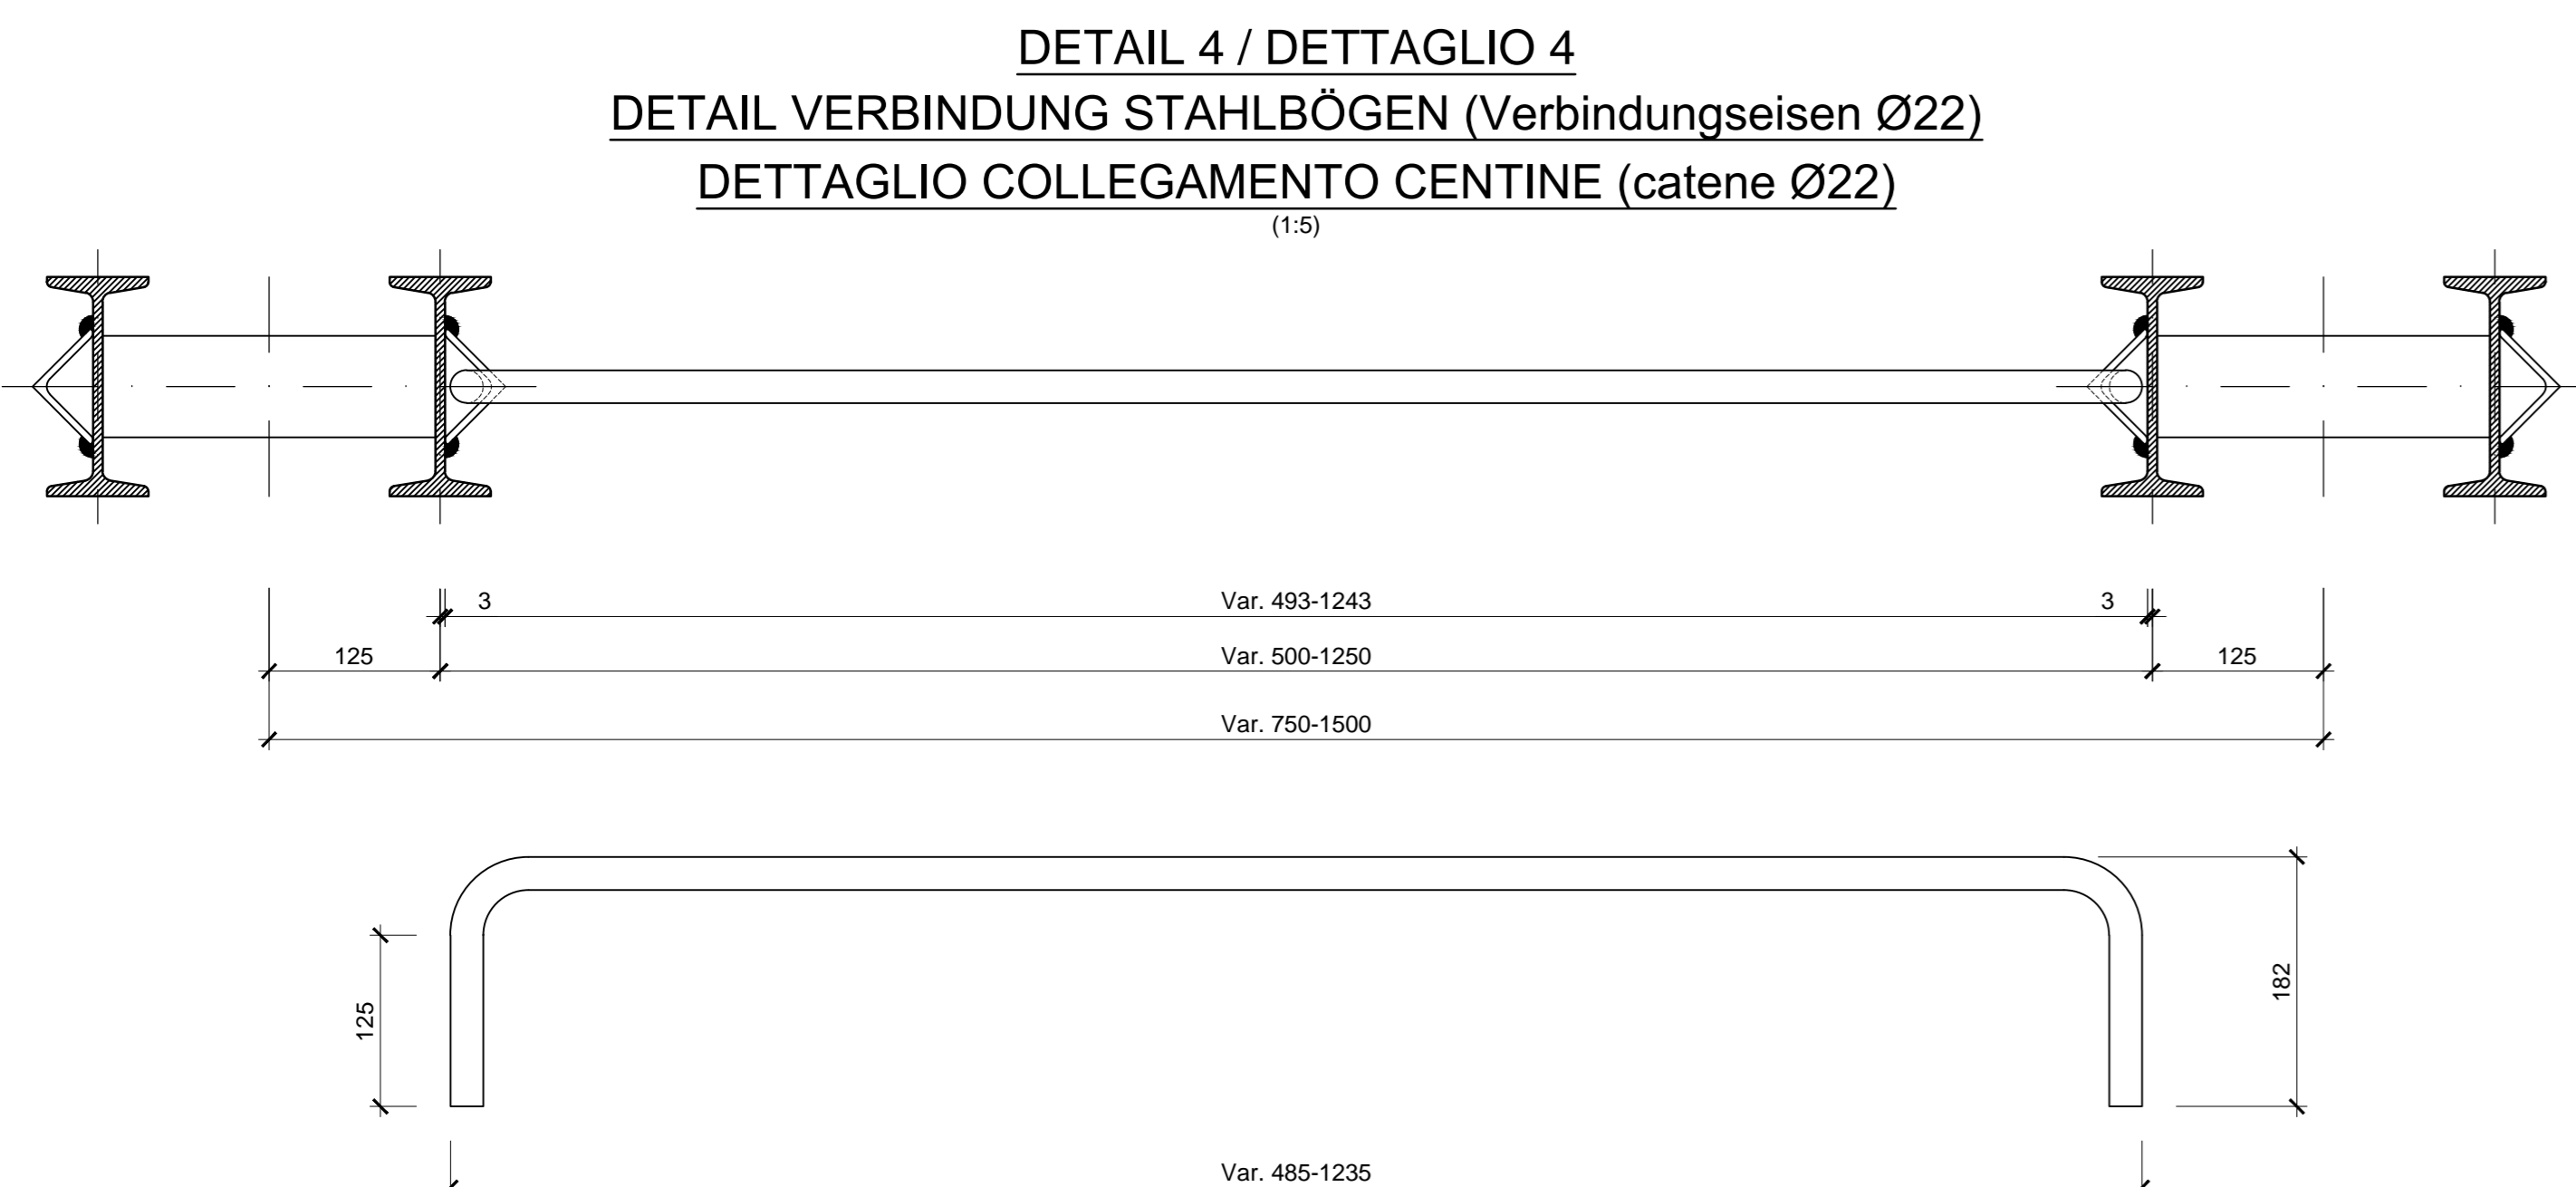 DETAIL 4 / DETTAGLIO 4
DETAIL VERBINDUNG STAHLBÖGEN (Verbindungseisen Ø22)
DETTAGLIO COLLEGAMENTO CENTINE (catene Ø22)
(1:5)
3 Var. 493-1243 3
125 Var. 500-1250 125
Var. 750-1500
125
182
Var. 485-1235